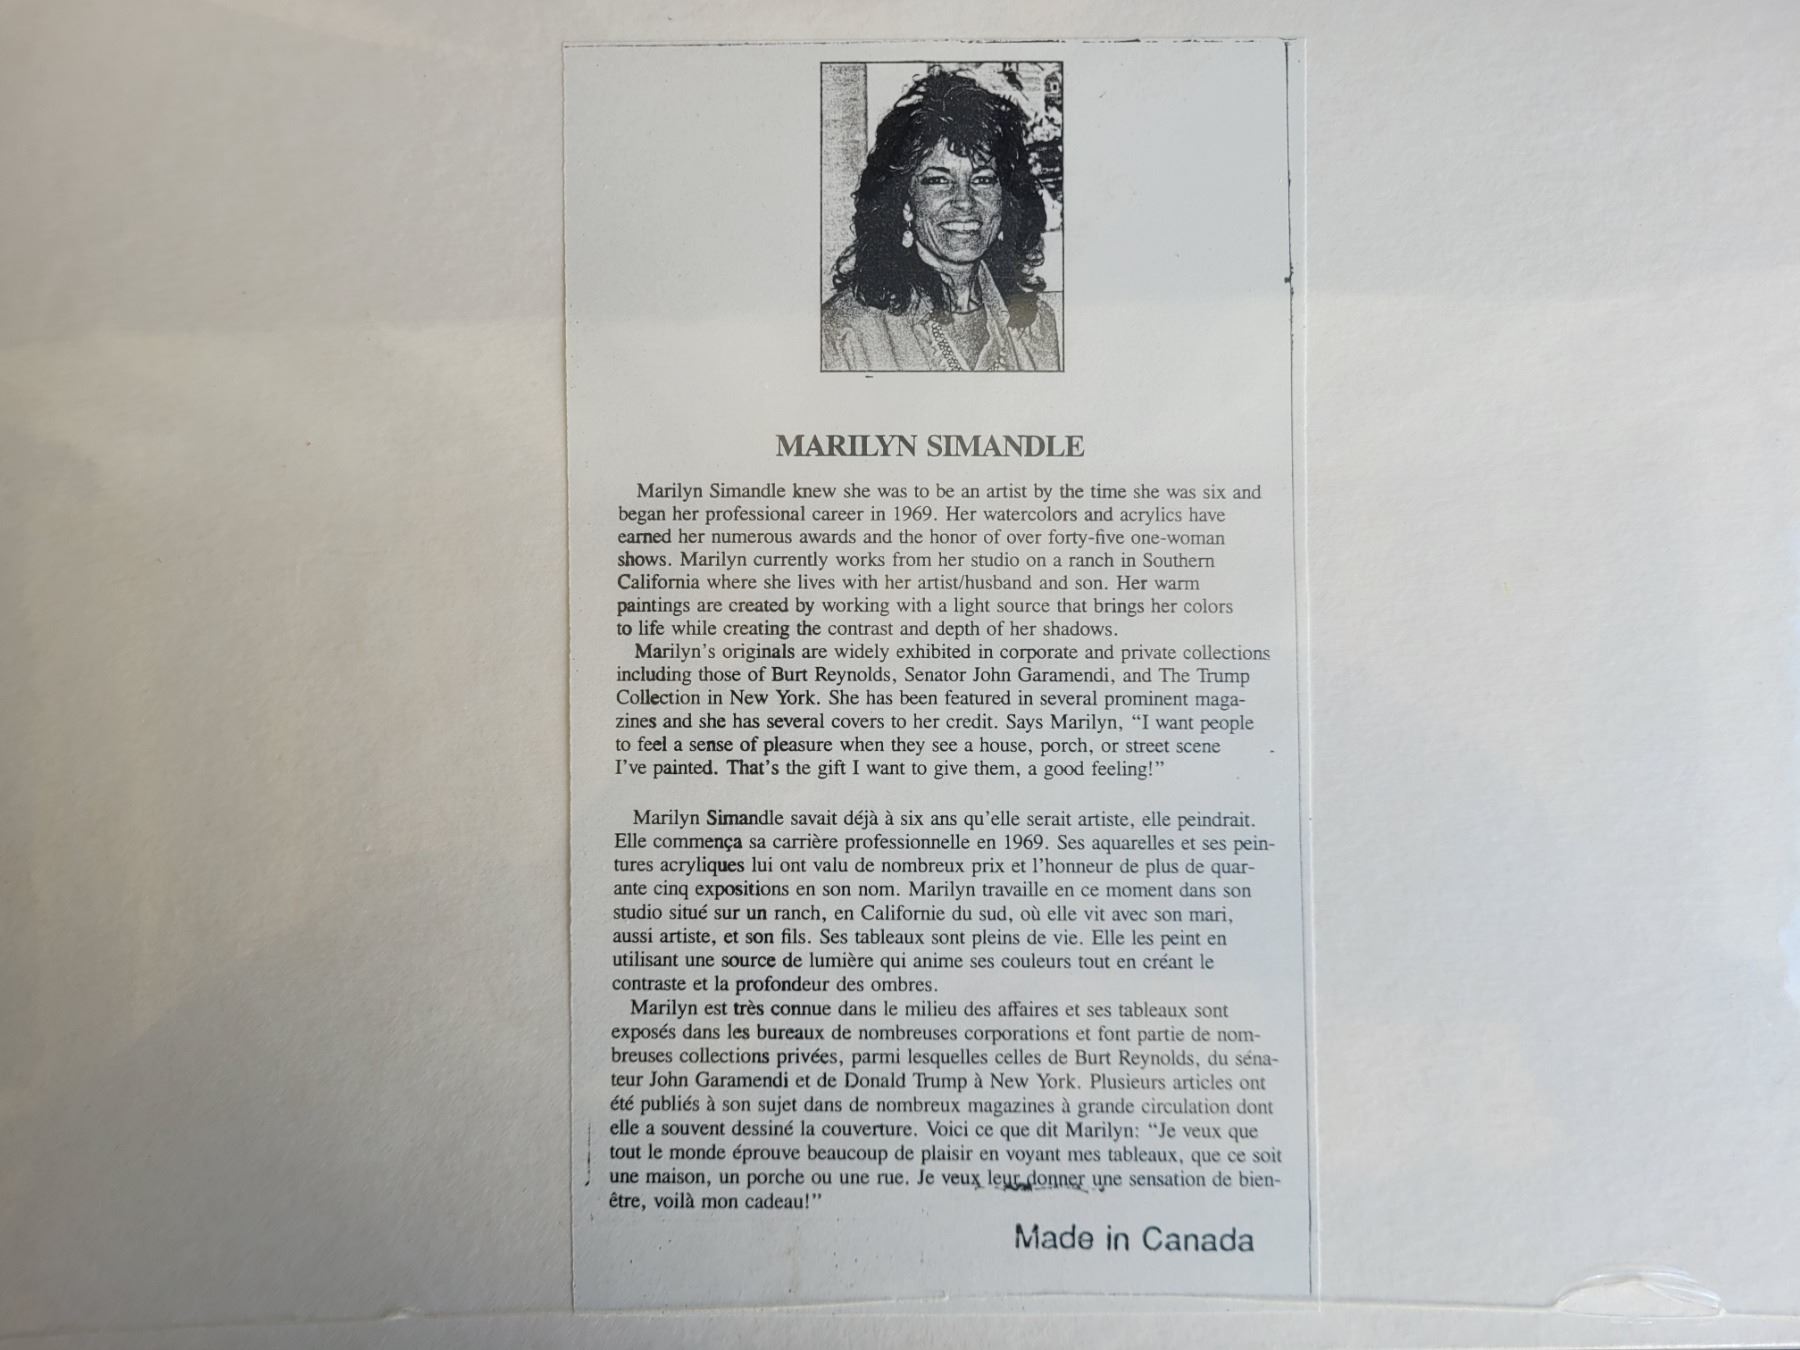 MARILYN SIMANDLE
Marilyn Simandle knew she was to be an artist by the time she was six and
began her professional career in 1969. Her watercolors and acrylics have
earned her numerous awards and the honor of over forty-five one-woman
shows. Marilyn currently works from her studio on a ranch in Southern
California where she lives with her artist/husband and son. Her warm
paintings are created by working with a light source that brings her colors
to life while creating the contrast and depth of her shadows.
Marilyn's originals are widely exhibited in corporate and private collections
including those of Burt Reynolds, Senator John Garamendi, and The Trump
Collection in New York. She has been featured in several prominent maga-
zines and she has several covers to her credit. Says Marilyn, “I want people
to feel a sense of pleasure when they see a house, porch, or street scene
I've painted. That's the gift I want to give them, a good feeling!”
Marilyn Simandle savait déjà à six ans qu'elle serait artiste, elle peindrait.
Elle commença sa carrière professionnelle en 1969. Ses aquarelles et ses pein-
tures acryliques lui ont valu de nombreux prix et l'honneur de plus de quar-
ante cinq expositions en son nom. Marilyn travaille en ce moment dans son
studio situé sur un ranch, en Californie du sud, où elle vit avec son mari,
aussi artiste, et son fils. Ses tableaux sont pleins de vie. Elle les peint en
utilisant une source de lumière qui anime ses couleurs tout en créant le
contraste et la profondeur des ombres.
Marilyn est très connue dans le milieu des affaires et ses tableaux sont
exposés dans les bureaux de nombreuses corporations et font partie de nom-
breuses collections privées, parmi lesquelles celles de Burt Reynolds, du séna-
teur John Garamendi et de Donald Trump à New York. Plusieurs articles ont
été publiés à son sujet dans de nombreux magazines à grande circulation dont
elle a souvent dessiné la couverture. Voici ce que dit Marilyn: “Je veux que
tout le monde éprouve beaucoup de plaisir en voyant mes tableaux, que ce soit
une maison, un porche ou une rue. Je veux leur donner une sensation de bien-
être, voilà mon cadeau!”
Made in Canada